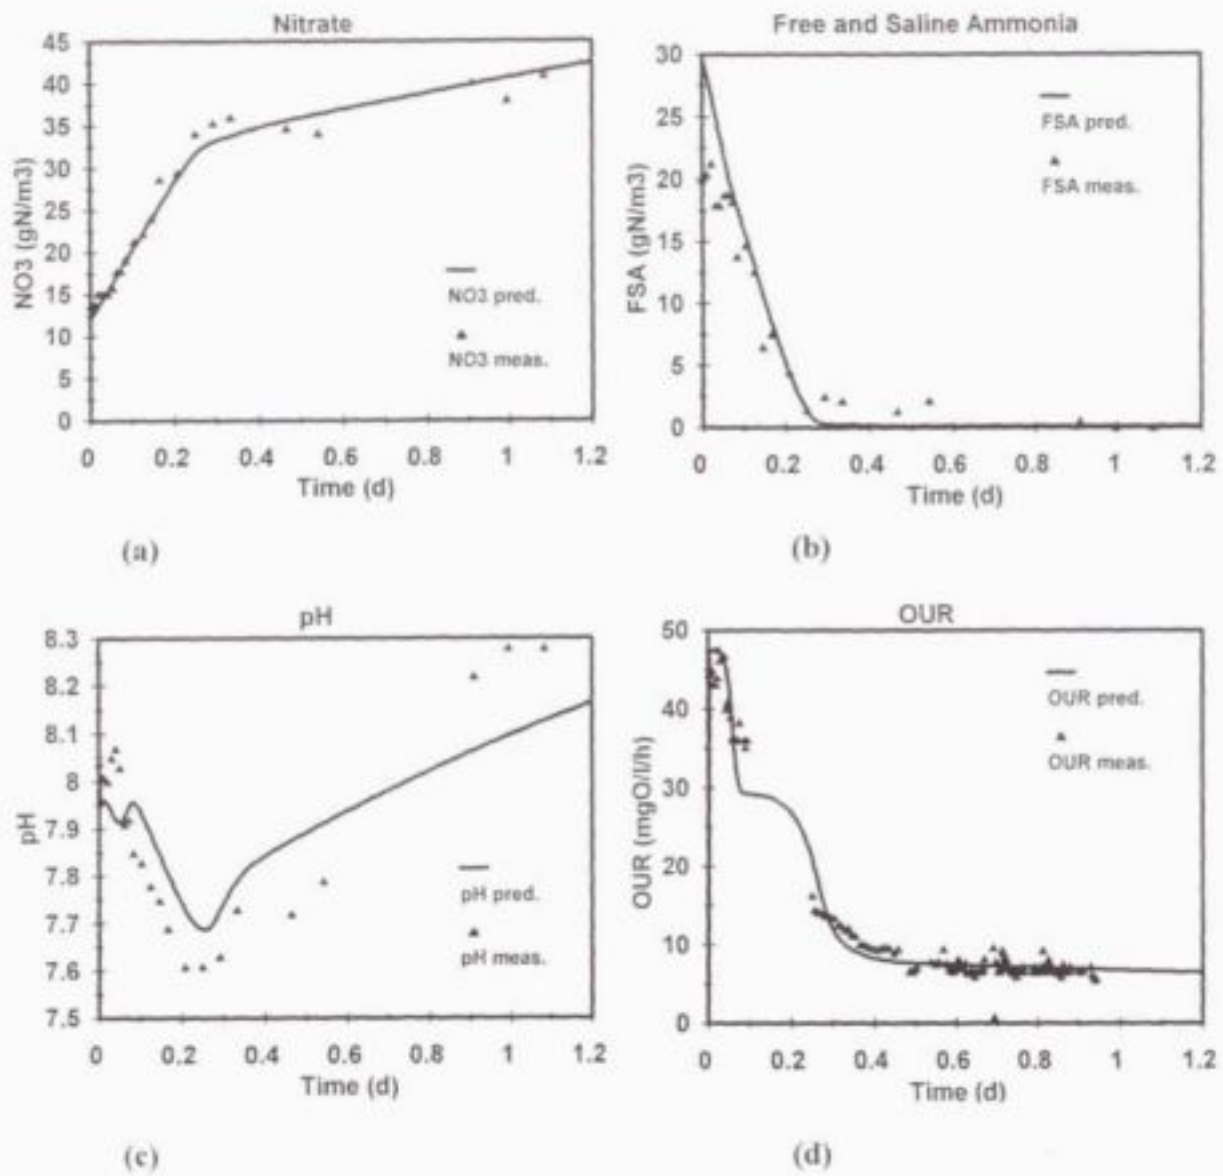 Nitrate
45
40
35
30
25
20
15
10
5
0
NO3 (gN/m3)
NO3 pred.
NO3 meas.
0 0.2 0.4 0.6 0.8 1 1.2
Time (d)
(a)
Free and Saline Ammonia
30
25
20
15
10
5
0
FSA (gN/m3)
FSA pred.
FSA meas.
0 0.2 0.4 0.6 0.8 1 1.2
Time (d)
(b)
pH
8.3
8.2
8.1
8
7.9
7.8
7.7
7.6
7.5
pH
pH pred.
pH meas.
0 0.2 0.4 0.6 0.8 1 1.2
Time (d)
(c)
OUR
50
40
30
20
10
0
OUR (mgO/l/h)
OUR pred.
OUR meas.
0 0.2 0.4 0.6 0.8 1 1.2
Time (d)
(d)